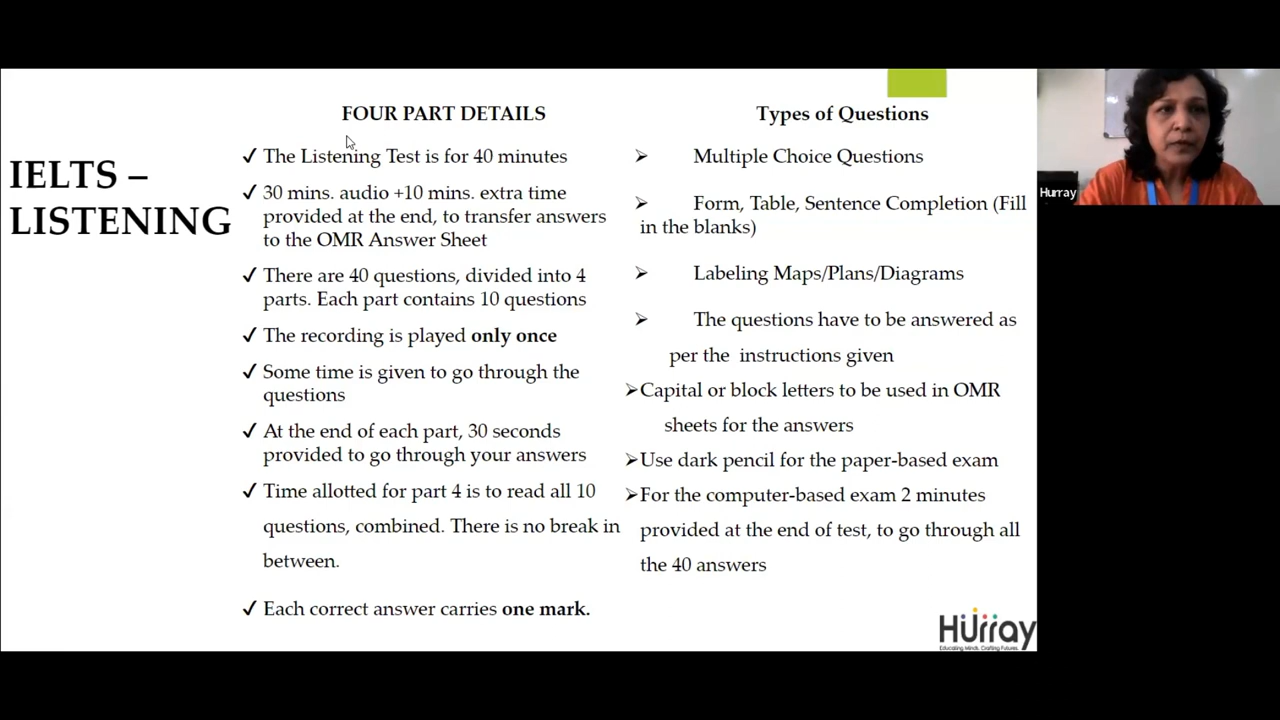 IELTS –
LISTENING
FOUR PART DETAILS
✓ The Listening Test is for 40 minutes
✓ 30 mins. audio +10 mins. extra time
provided at the end, to transfer answers
to the OMR Answer Sheet
✓ There are 40 questions, divided into 4
parts. Each part contains 10 questions
✓ The recording is played only once
✓ Some time is given to go through the
questions
✓ At the end of each part, 30 seconds
provided to go through your answers
✓ Time allotted for part 4 is to read all 10
questions, combined. There is no break in
between.
✓ Each correct answer carries one mark.
Types of Questions
➢ Multiple Choice Questions
➢ Form, Table, Sentence Completion (Fill
in the blanks)
➢ Labeling Maps/Plans/Diagrams
➢ The questions have to be answered as
per the instructions given
➢Capital or block letters to be used in OMR
sheets for the answers
➢Use dark pencil for the paper-based exam
➢For the computer-based exam 2 minutes
provided at the end of test, to go through all
the 40 answers
Hurray
Educating Minds. Crafting Futures.
Hurray